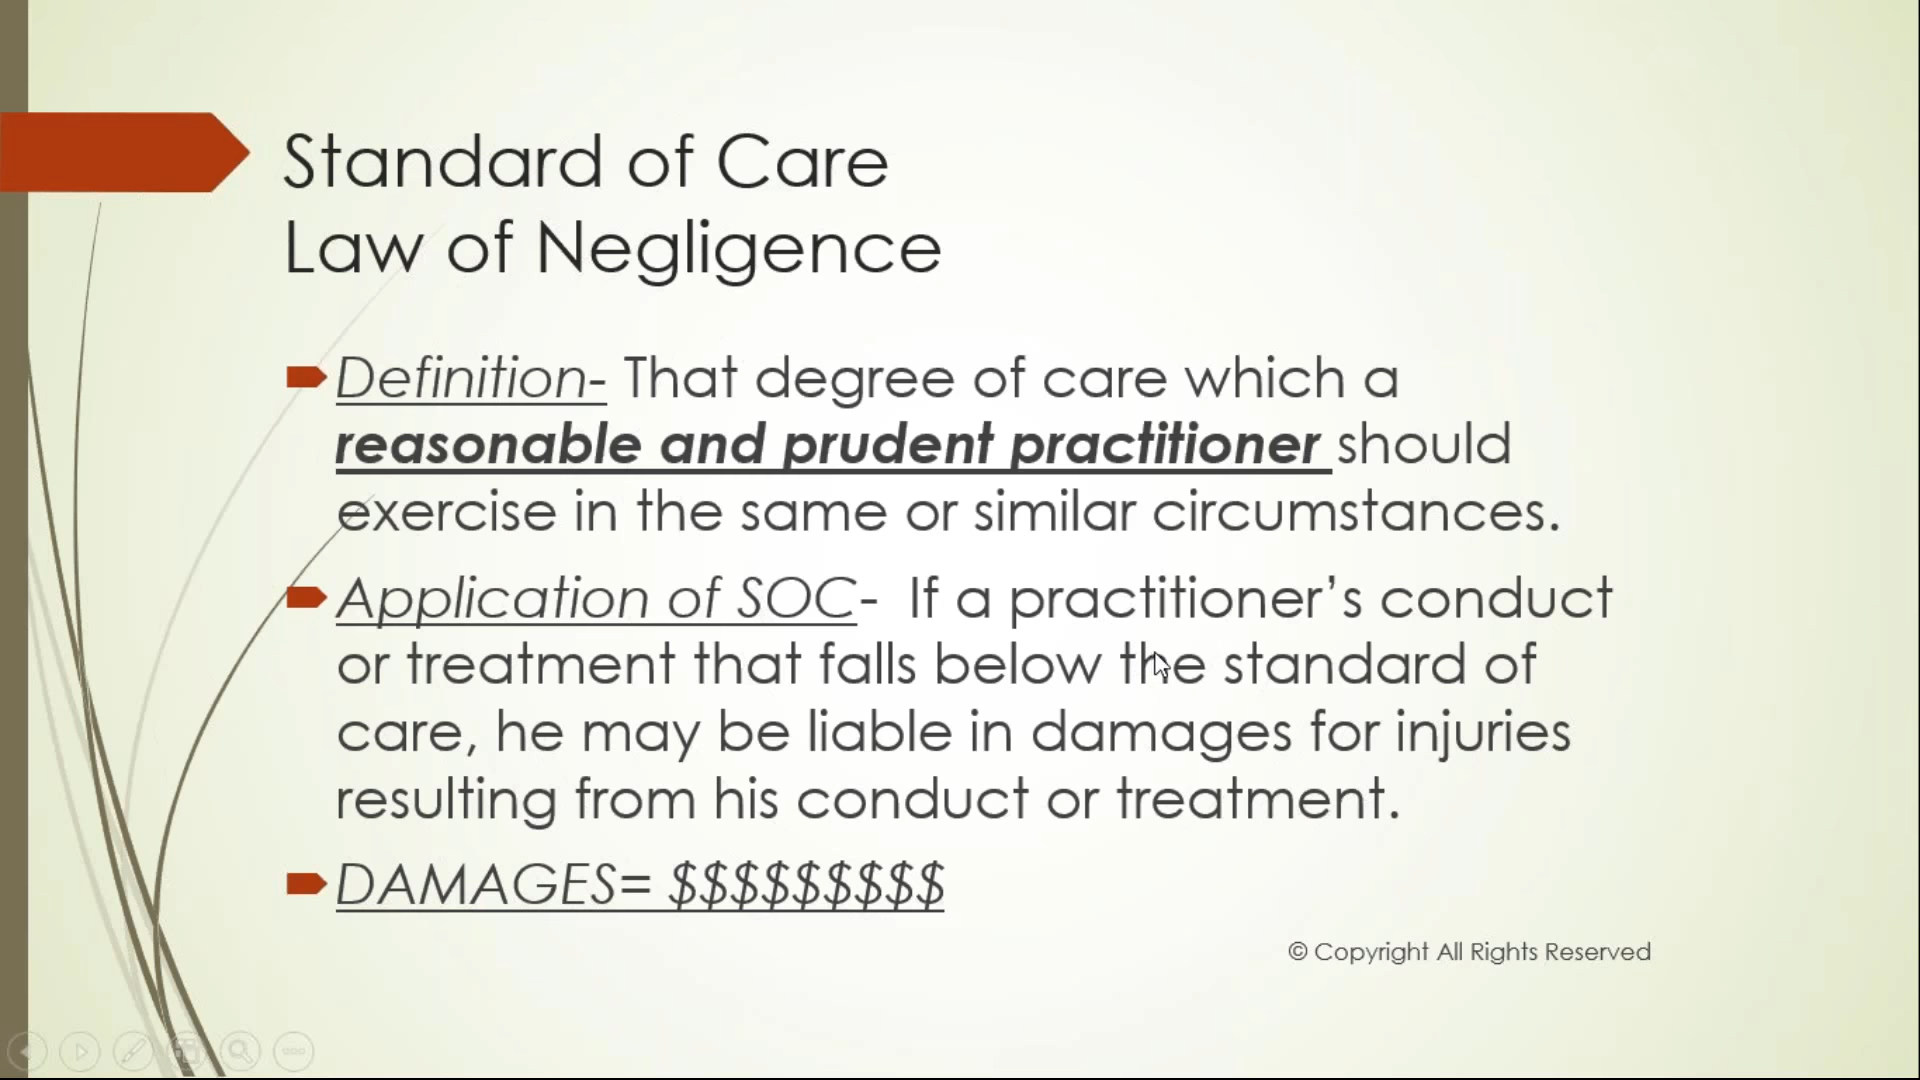 Standard of Care
Law of Negligence
Definition- That degree of care which a
reasonable and prudent practitioner should
exercise in the same or similar circumstances.
Application of SOC-  If a practitioner’s conduct
or treatment that falls below the standard of
care, he may be liable in damages for injuries
resulting from his conduct or treatment.
DAMAGES= $$$$$$$$$
© Copyright All Rights Reserved